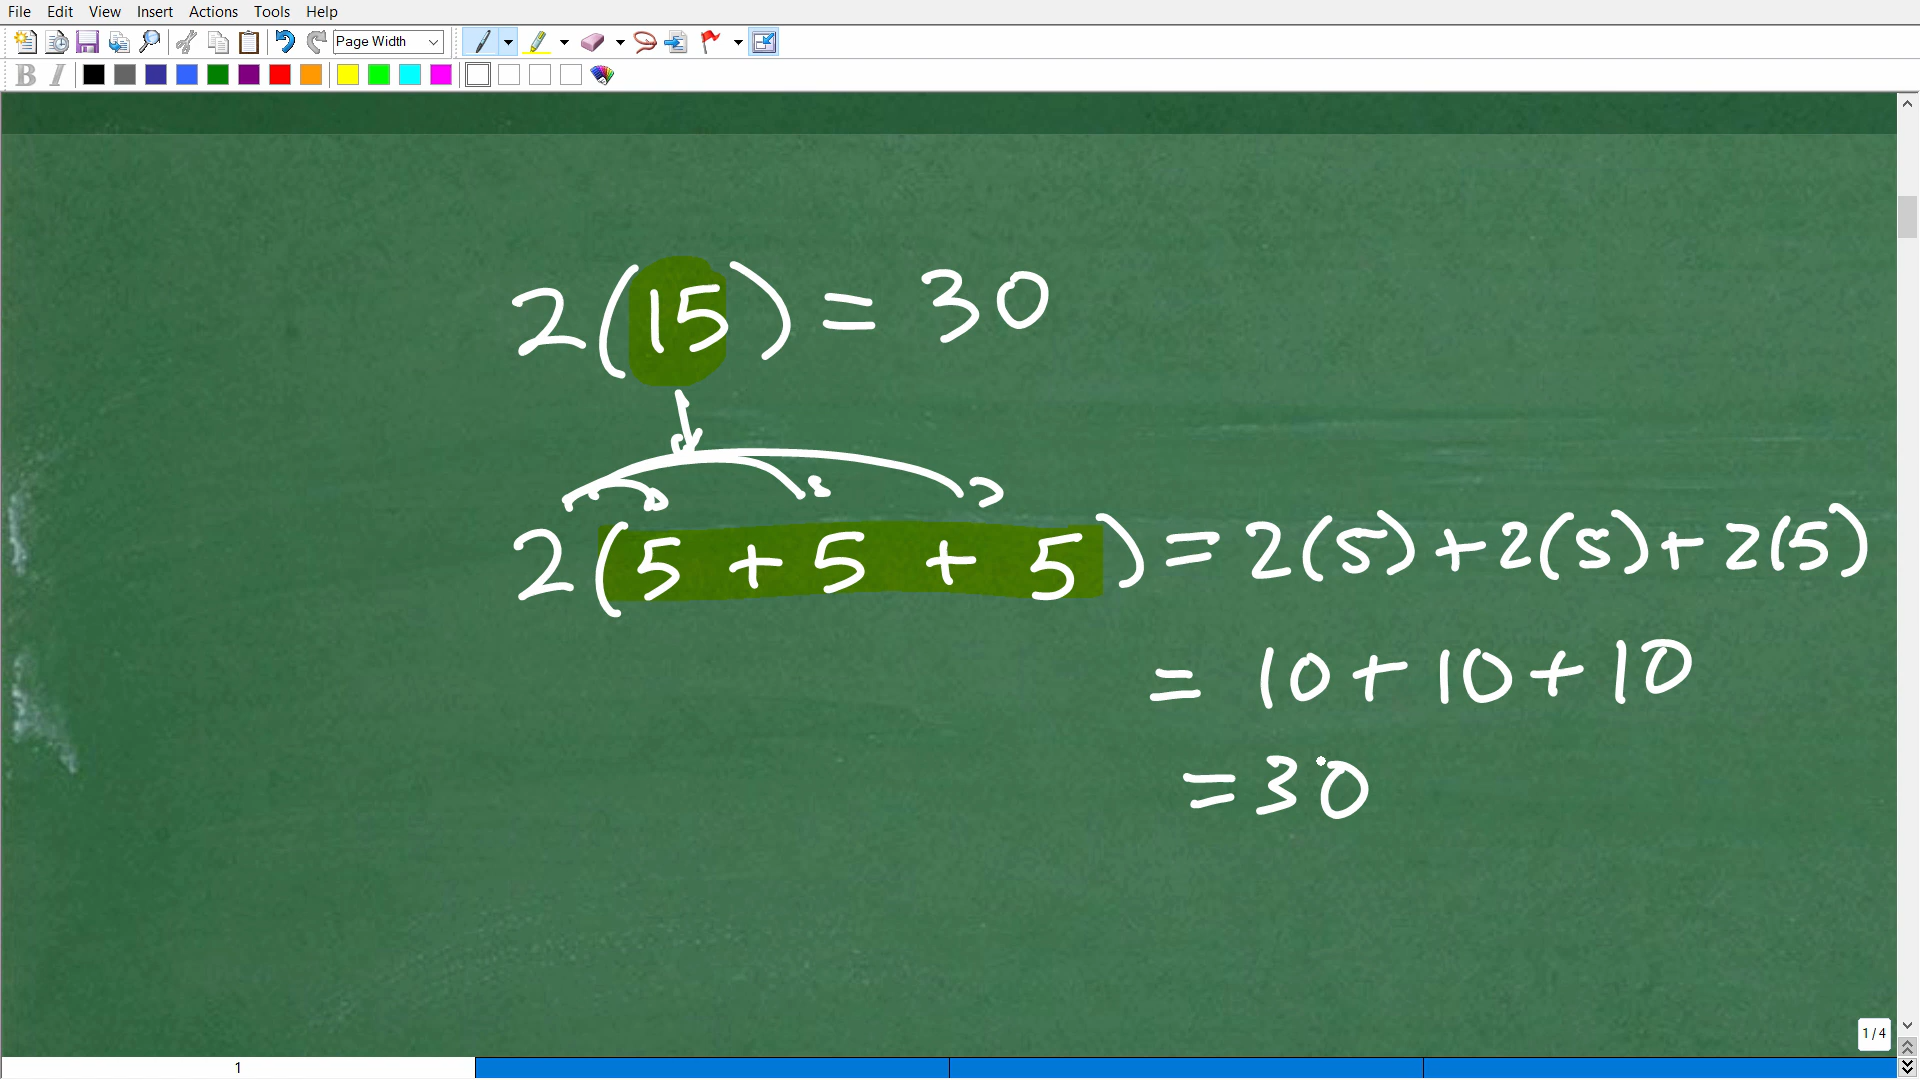 File Edit View Insert Actions Tools Help
Page Width
B I
2(15) = 30
2(5 + 5 + 5) = 2(5) + 2(5) + 2(5)
= 10 + 10 + 10
= 30
1 / 4
1